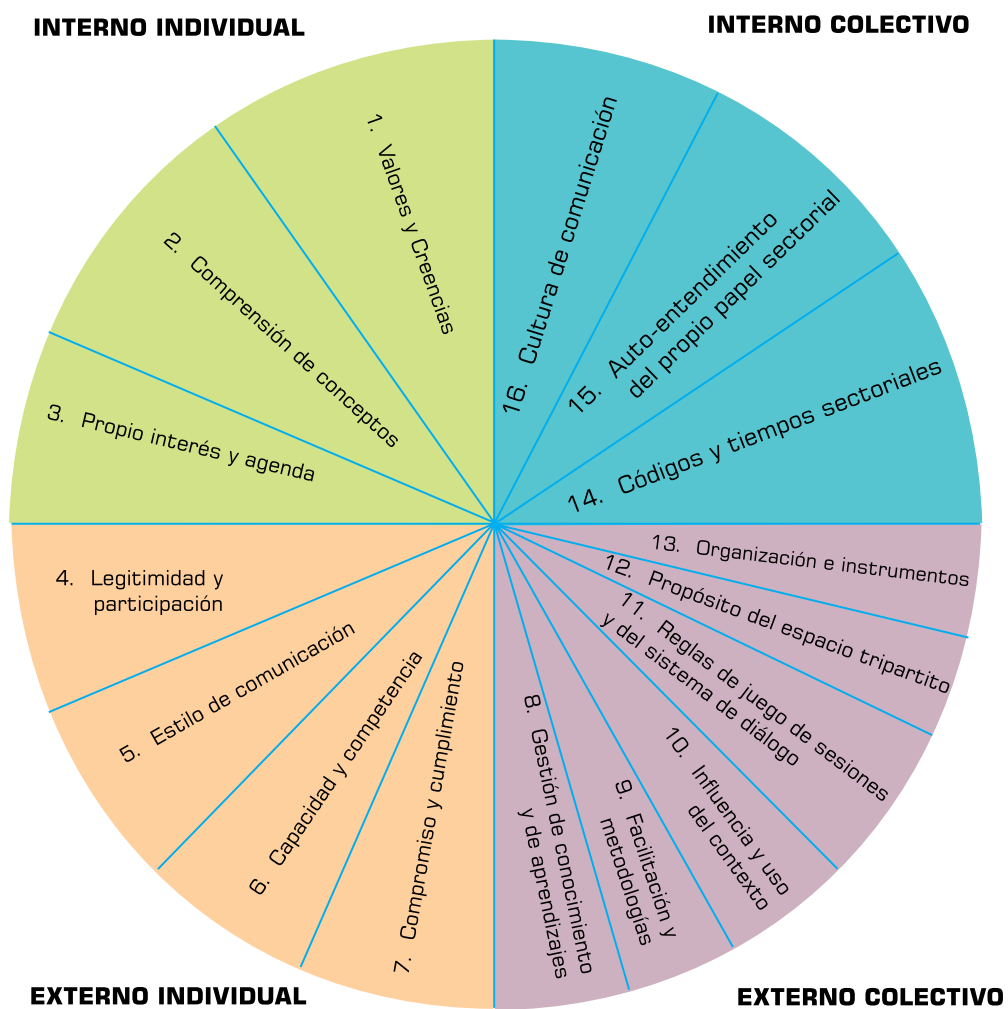 INTERNO INDIVIDUAL
INTERNO COLECTIVO
1. Valores y Creencias
2. Comprensión de conceptos
3. Propio interés y agenda
4. Legitimidad y
participación
5. Estilo de comunicación
6. Capacidad y competencia
7. Compromiso y cumplimiento
8. Gestión de conocimiento
y de aprendizajes
9. Facilitación y
metodologías
10. Influencia y uso
del contexto
11. Reglas de juego de sesiones
y del sistema de diálogo
12. Propósito del espacio tripartito
13. Organización e instrumentos
14. Códigos y tiempos sectoriales
15. Auto-entendimiento
del propio papel sectorial
16. Cultura de comunicación
EXTERNO INDIVIDUAL
EXTERNO COLECTIVO